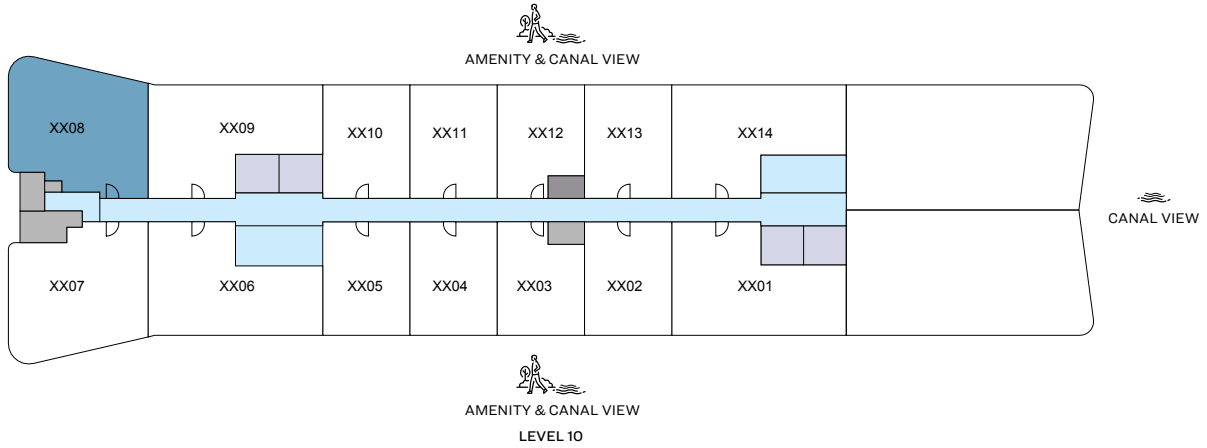 AMENITY & CANAL VIEW
XX08
XX09
XX10
XX11
XX12
XX13
XX14
CANAL VIEW
XX07
XX06
XX05
XX04
XX03
XX02
XX01
AMENITY & CANAL VIEW
LEVEL 10